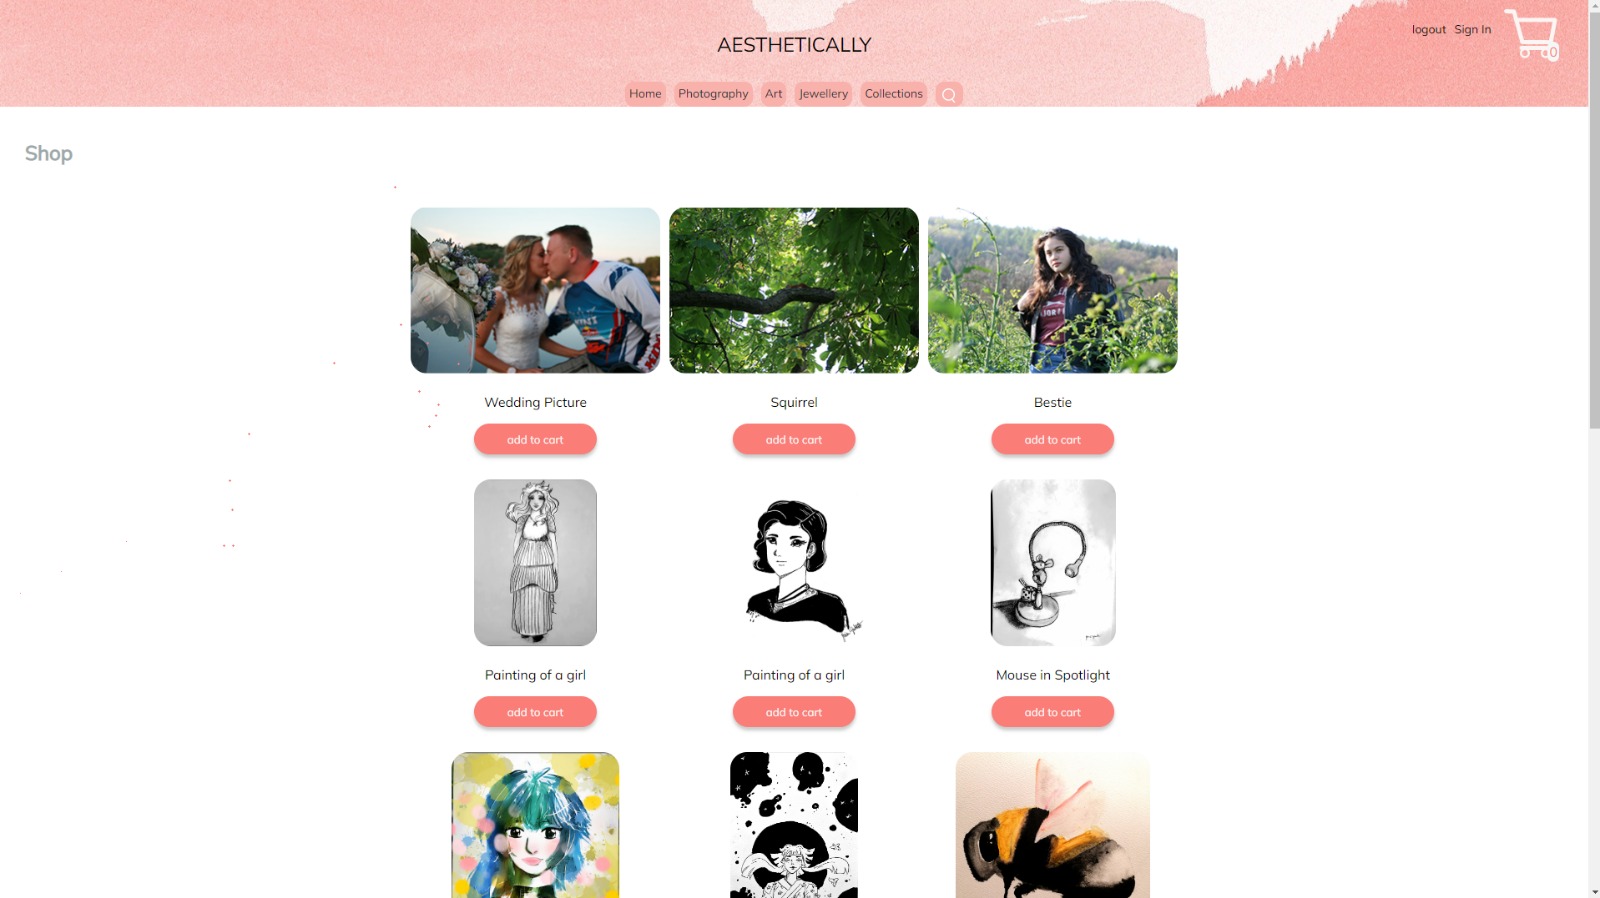 AESTHETICALLY
logout Sign In
0
Home Photography Art Jewellery Collections
Shop
Wedding Picture Squirrel Bestie
add to cart add to cart add to cart
Painting of a girl Painting of a girl Mouse in Spotlight
add to cart add to cart add to cart